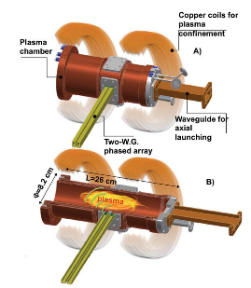 Copper coils for
plasma
confinement
A)
Plasma
chamber
Waveguide for
axial
launching
Two-W.G.
phased array
B)
L=26 cm
Φ=8.2 cm
plasma